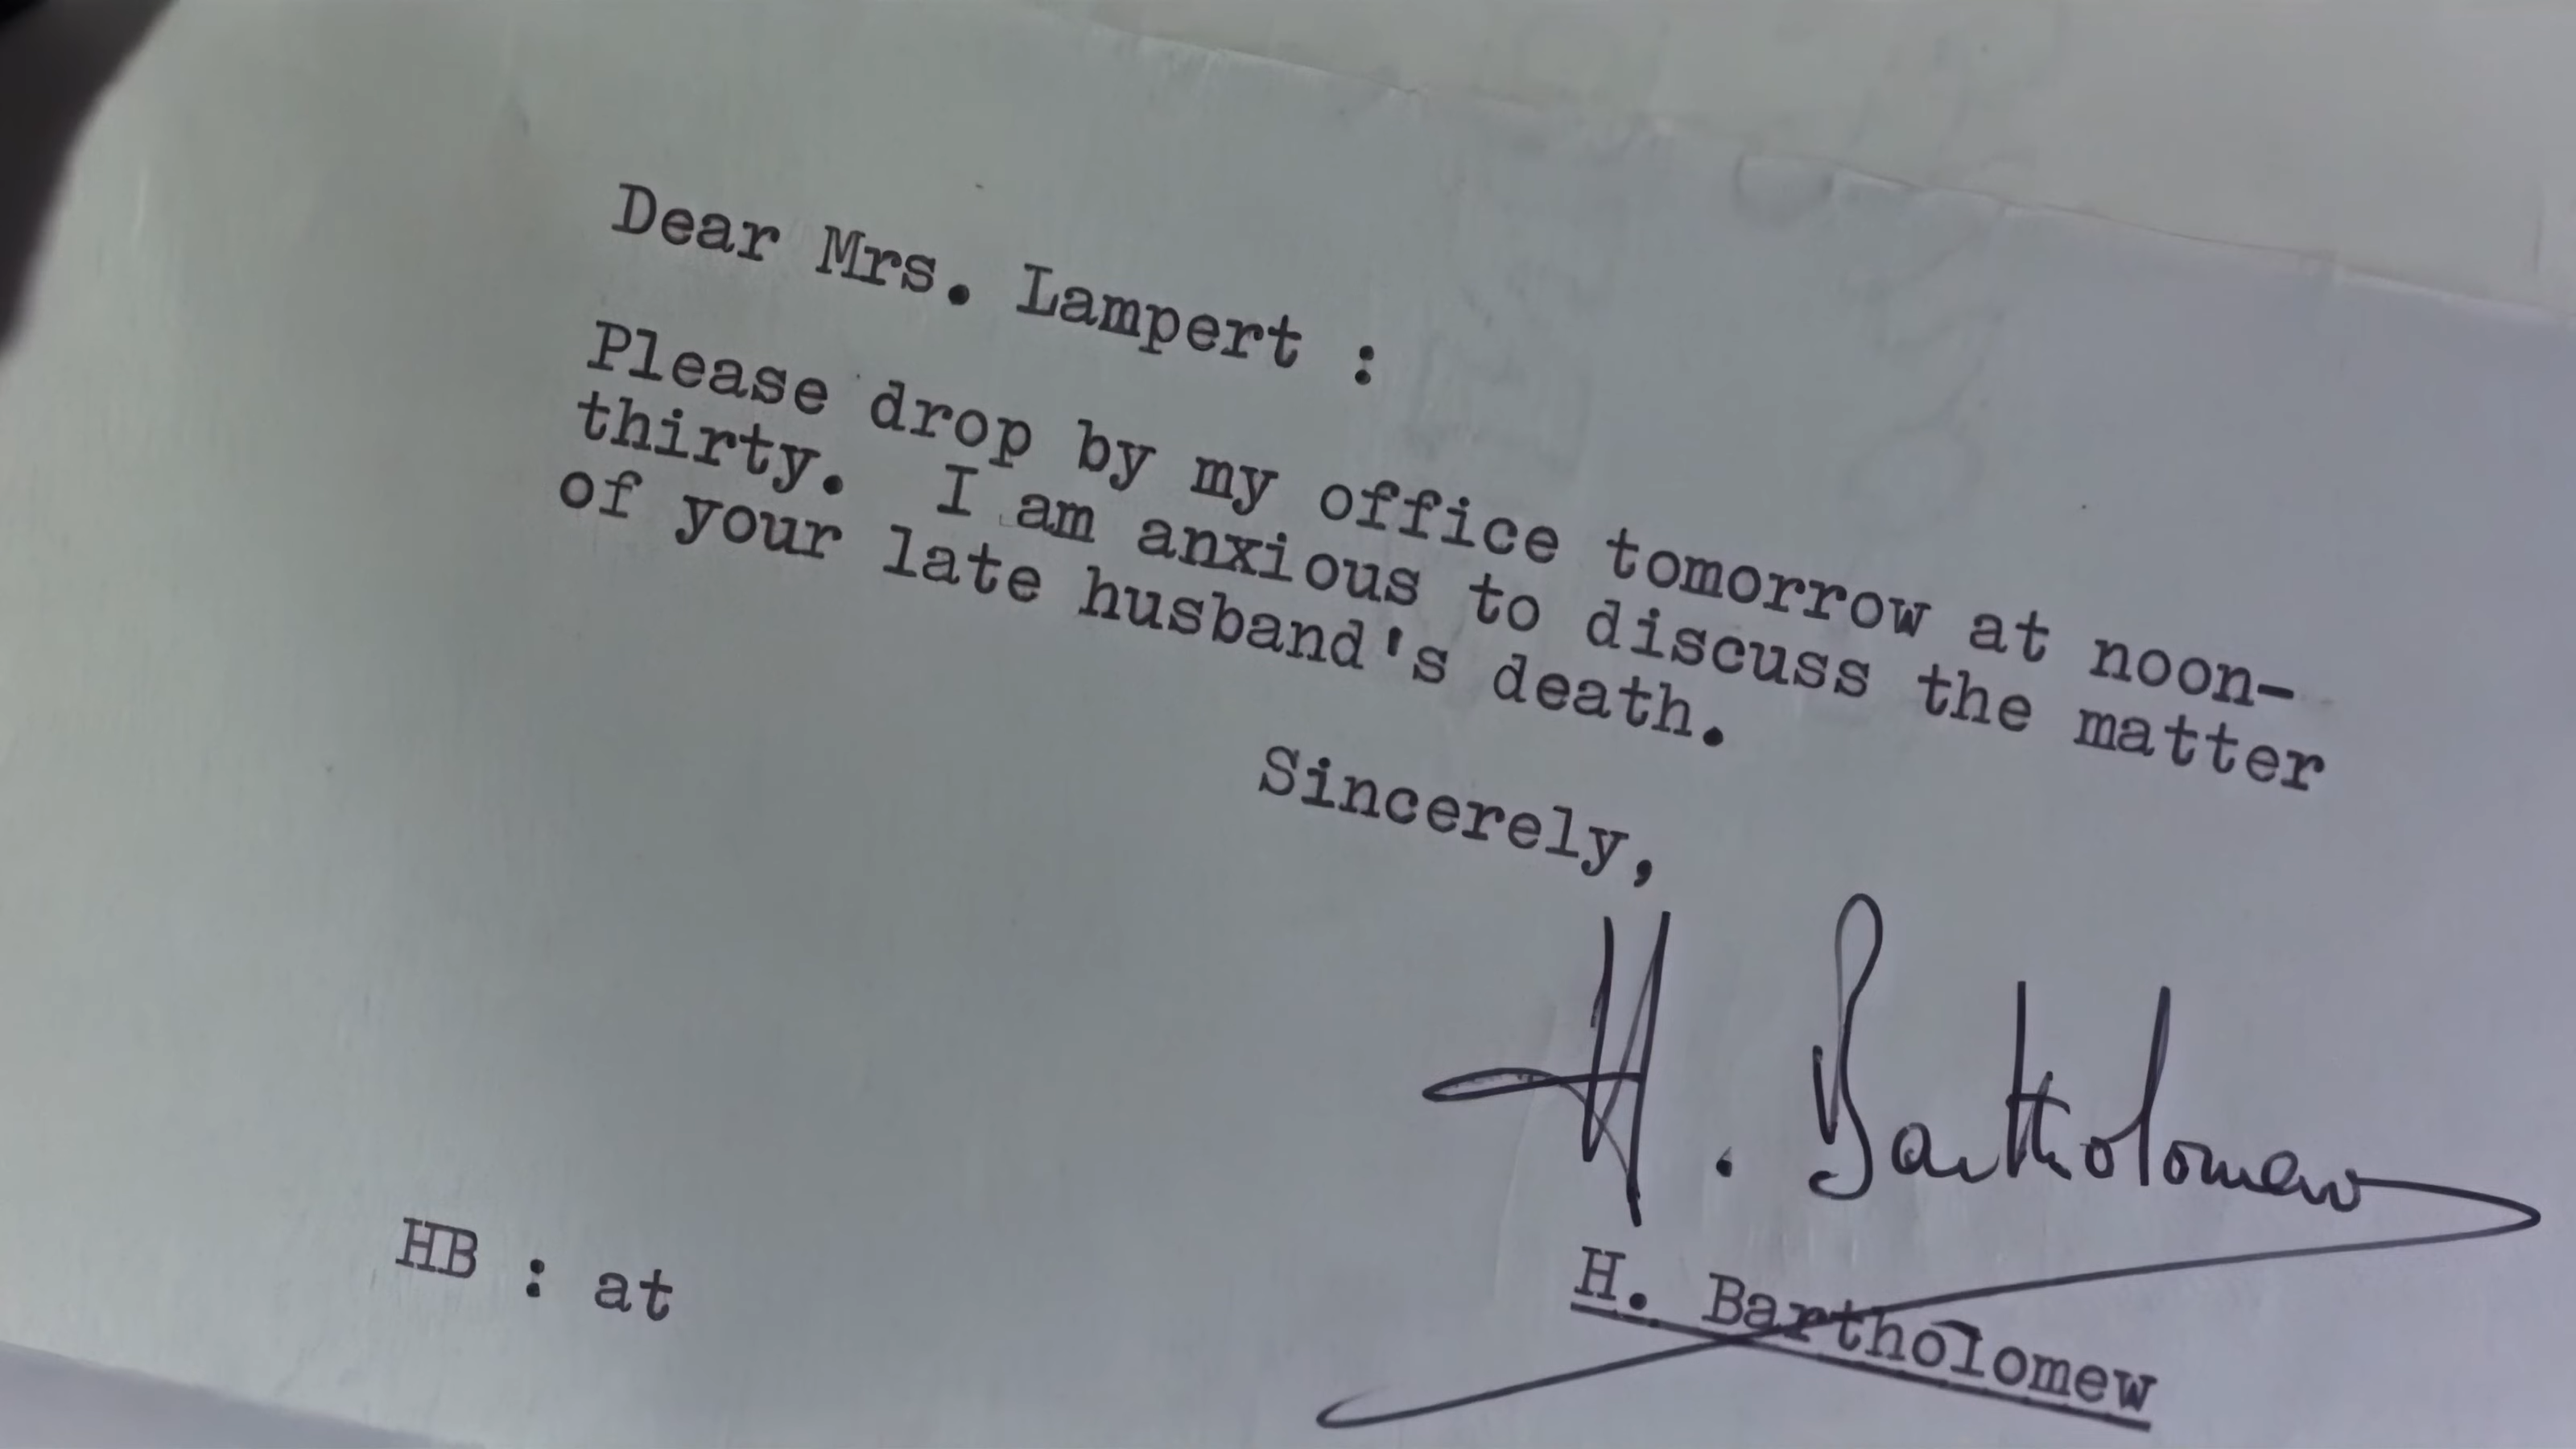 Dear Mrs. Lampert :
Please drop by my office tomorrow at noon-
thirty. I am anxious to discuss the matter
of your late husband's death.
Sincerely,
H. Bartholomew
H. Bartholomew
HB : at